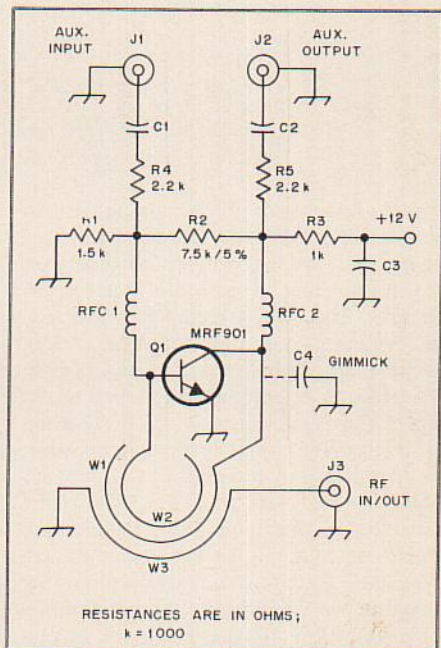 AUX. INPUT
J1
J2
AUX. OUTPUT
C1
C2
R4
2.2 k
R5
2.2 k
R1
1.5 k
R2
7.5 k / 5 %
R3
1k
+12 V
C3
RFC 1
RFC 2
Q1
MRF901
C4
GIMMICK
W1
W2
W3
J3
RF IN/OUT
RESISTANCES ARE IN OHMS;
k = 1000